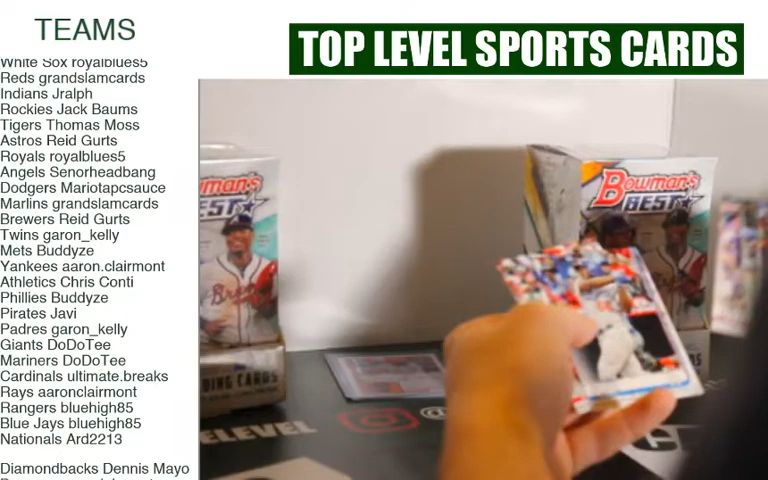 TEAMS
TOP LEVEL SPORTS CARDS
White Sox royalblues5
Reds grandslamcards
Indians Jralph
Rockies Jack Baums
Tigers Thomas Moss
Astros Reid Gurts
Royals royalblues5
Angels Senorheadbang
Dodgers Mariotapcsauce
Marlins grandslamcards
Brewers Reid Gurts
Twins garon_kelly
Mets Buddyze
Yankees aaron.clairmont
Athletics Chris Conti
Phillies Buddyze
Pirates Javi
Padres garon_kelly
Giants DoDoTee
Mariners DoDoTee
Cardinals ultimate.breaks
Rays aaronclairmont
Rangers bluehigh85
Blue Jays bluehigh85
Nationals Ard2213
Diamondbacks Dennis Mayo
Bowman's
BEST
Bowman's
BEST
CARDS
LEVEL
@